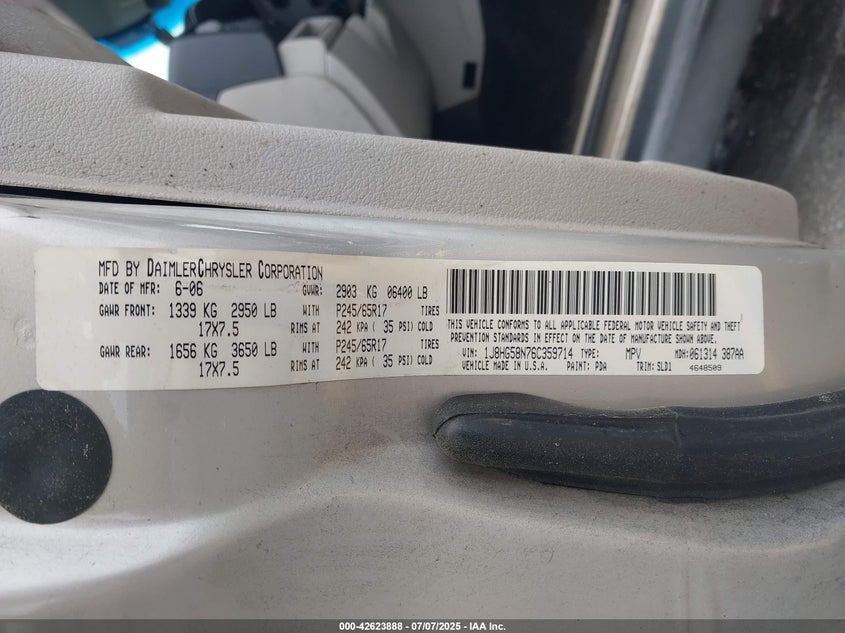 MFD BY DAIMLERCHRYSLER CORPORATION
DATE OF MFR: 6-06 GVWR: 2903 KG 06400 LB
GAWR FRONT: 1339 KG 2950 LB WITH P245/65R17 TIRES
17X7.5 RIMS AT 242 KPA ( 35 PSI) COLD
GAWR REAR: 1656 KG 3650 LB WITH P245/65R17 TIRES
17X7.5 RIMS AT 242 KPA ( 35 PSI) COLD
THIS VEHICLE CONFORMS TO ALL APPLICABLE FEDERAL MOTOR VEHICLE SAFETY AND THEFT
PREVENTION STANDARDS IN EFFECT ON THE DATE OF MANUFACTURE SHOWN ABOVE.
VIN: 1J8HG58N76C359714 TYPE: MPV MDH: 061314 387AA
VEHICLE MADE IN U.S.A. PAINT: PDA TRIM: SLD1 4648509
000-42623888 - 07/07/2025 - IAA Inc.